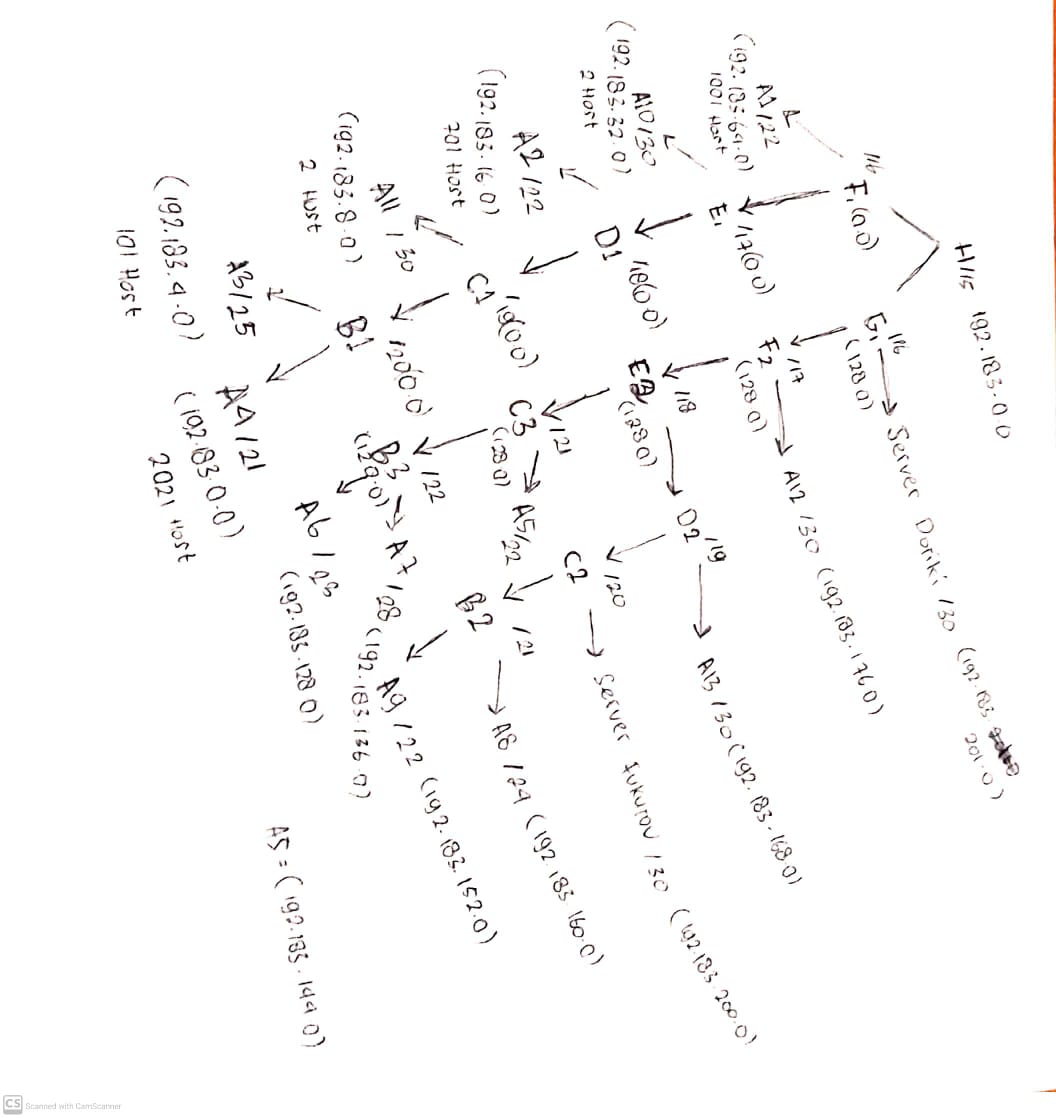 H/15 192.183.0 0
/16
F1 (0.0)
/16
G1
(128 0)
Server Doriki /30 (192.183.
201.0)
A1/22
(192.183.64.0)
1001 Host
/17(0 0)
E1
/17
F2
(128 0)
A12 /30 (192.183.176 0)
A10/30
(192.183.32.0)
2 Host
/18(0 0)
D1
/18
E2
(128 0)
D2 /19
A13 /30 (192.183.168.0)
A2 /22
(192.183.16 0)
701 Host
/19(0 0)
C1
/21
C3
(128 0)
A5/22
/20
C2
Server Fukurou /30 (192.183.200.0)
A11 / 30
(192.183.8.0)
2 Host
/20(0.0)
B1
/22
B3
(128.0)
A7 /28
(192.183.136.0)
/21
B2
A8 /24 (192.183 160.0)
A9 /22 (192.183.152.0)
A6 / 23
(192.183.128 0)
A3/25
(192.183.4.0)
101 Host
A4/21
(192.183.0.0)
2021 Host
A5 = (192.183.144 0)
CS Scanned with CamScanner